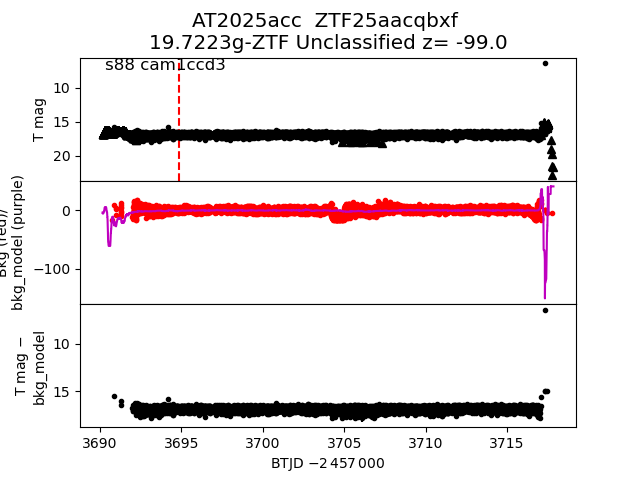 AT2025acc  ZTF25aacqbxf
19.7223g-ZTF Unclassified z= -99.0
s88 cam1ccd3
T mag
10
15
20
Bkg (red)/
bkg_model (purple)
0
−100
T mag −
bkg_model
10
15
3690 3695 3700 3705 3710 3715
BTJD −2 457 000